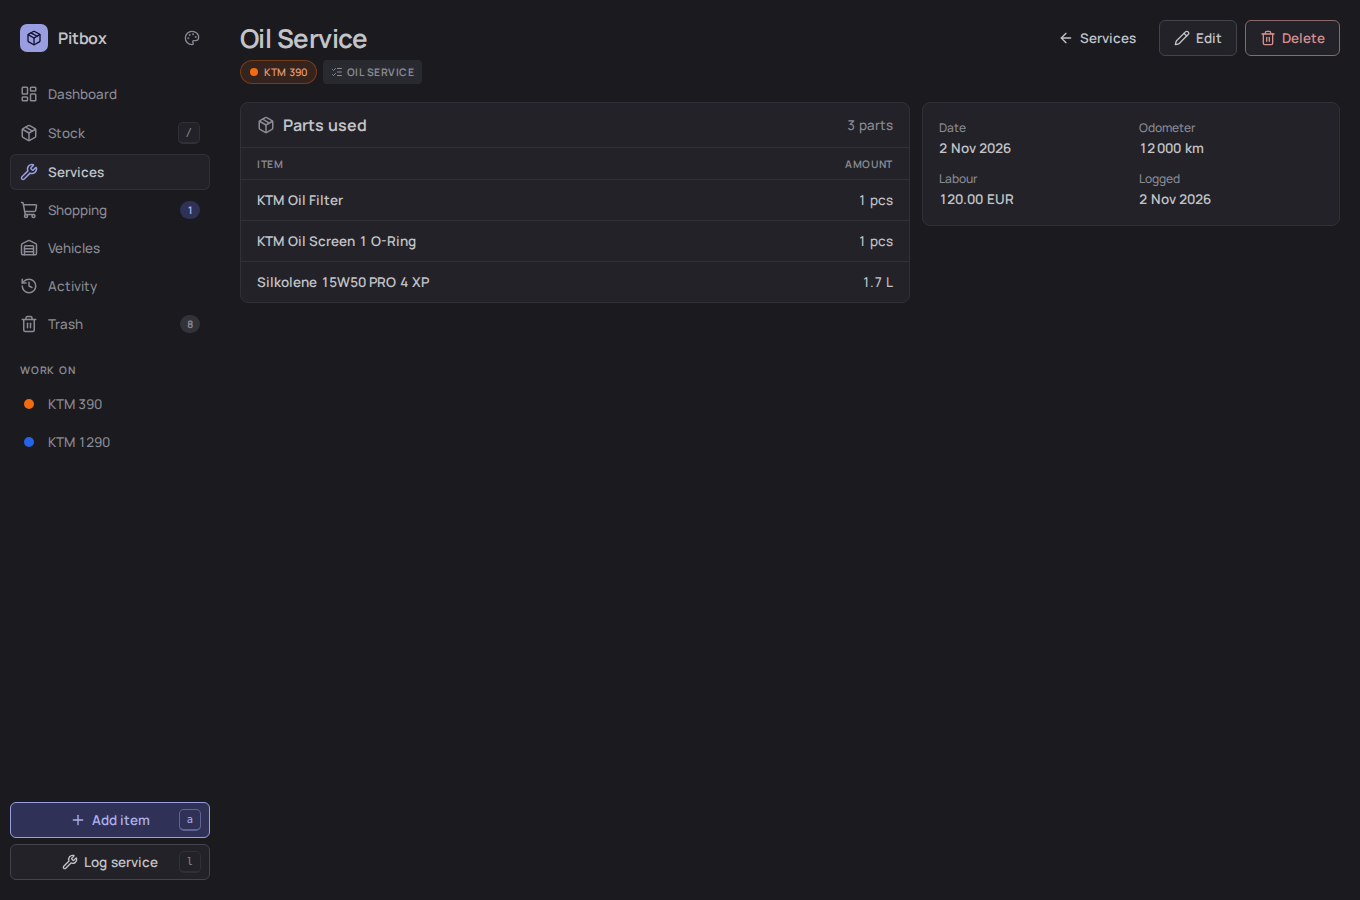 Pitbox
Dashboard
Stock /
Services
Shopping 1
Vehicles
Activity
Trash 8
WORK ON
KTM 390
KTM 1290
Add item a
Log service l
Oil Service
Services Edit Delete
KTM 390 OIL SERVICE
Parts used 3 parts
ITEM AMOUNT
KTM Oil Filter 1 pcs
KTM Oil Screen 1 O-Ring 1 pcs
Silkolene 15W50 PRO 4 XP 1.7 L
Date Odometer
2 Nov 2026 12 000 km
Labour Logged
120.00 EUR 2 Nov 2026